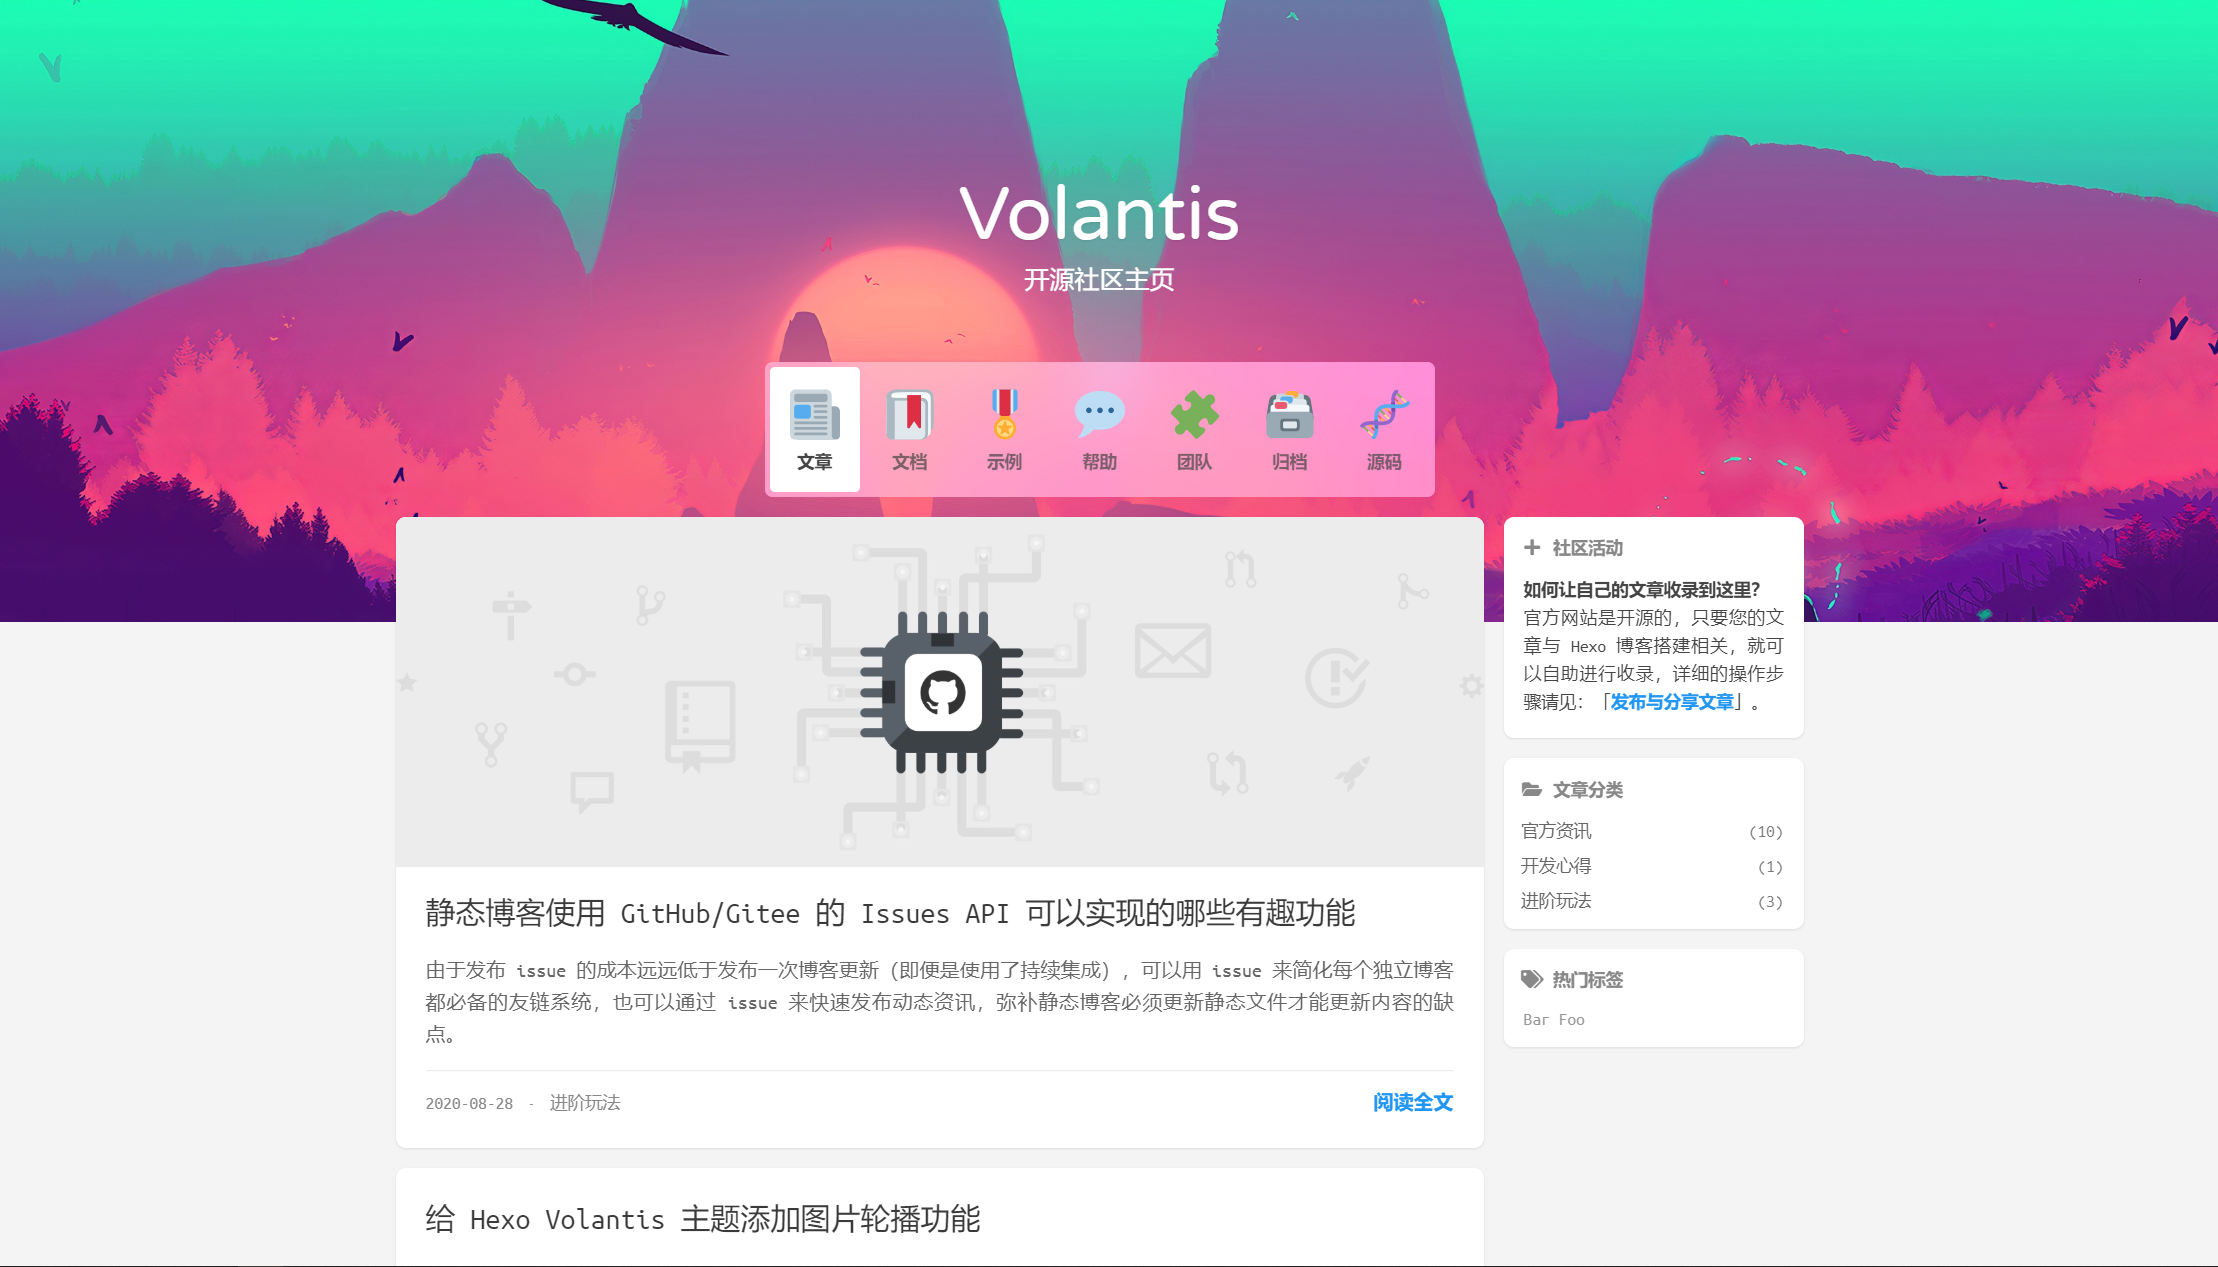 Volantis
开源社区主页
文章
文档
示例
帮助
团队
归档
源码
静态博客使用 GitHub/Gitee 的 Issues API 可以实现的哪些有趣功能
由于发布 issue 的成本远远低于发布一次博客更新（即便是使用了持续集成），可以用 issue 来简化每个独立博客
都必备的友链系统，也可以通过 issue 来快速发布动态资讯，弥补静态博客必须更新静态文件才能更新内容的缺
点。
2020-08-28 - 进阶玩法
阅读全文
给 Hexo Volantis 主题添加图片轮播功能
社区活动
如何让自己的文章收录到这里？
官方网站是开源的，只要您的文
章与 Hexo 博客搭建相关，就可
以自助进行收录，详细的操作步
骤请见：「发布与分享文章」。
文章分类
官方资讯 (10)
开发心得 (1)
进阶玩法 (3)
热门标签
Bar Foo